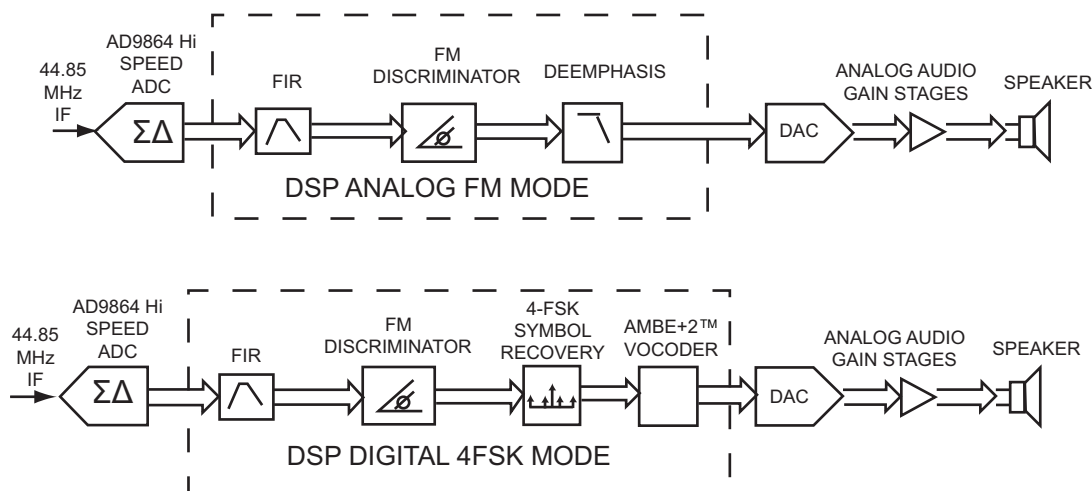 AD9864 Hi
SPEED
ADC
44.85
MHz
IF
ΣΔ
FIR
FM
DISCRIMINATOR
DEEMPHASIS
DSP ANALOG FM MODE
DAC
ANALOG AUDIO
GAIN STAGES
SPEAKER
AD9864 Hi
SPEED
ADC
44.85
MHz
IF
ΣΔ
FIR
FM
DISCRIMINATOR
4-FSK
SYMBOL
RECOVERY
AMBE+2™
VOCODER
DSP DIGITAL 4FSK MODE
DAC
ANALOG AUDIO
GAIN STAGES
SPEAKER